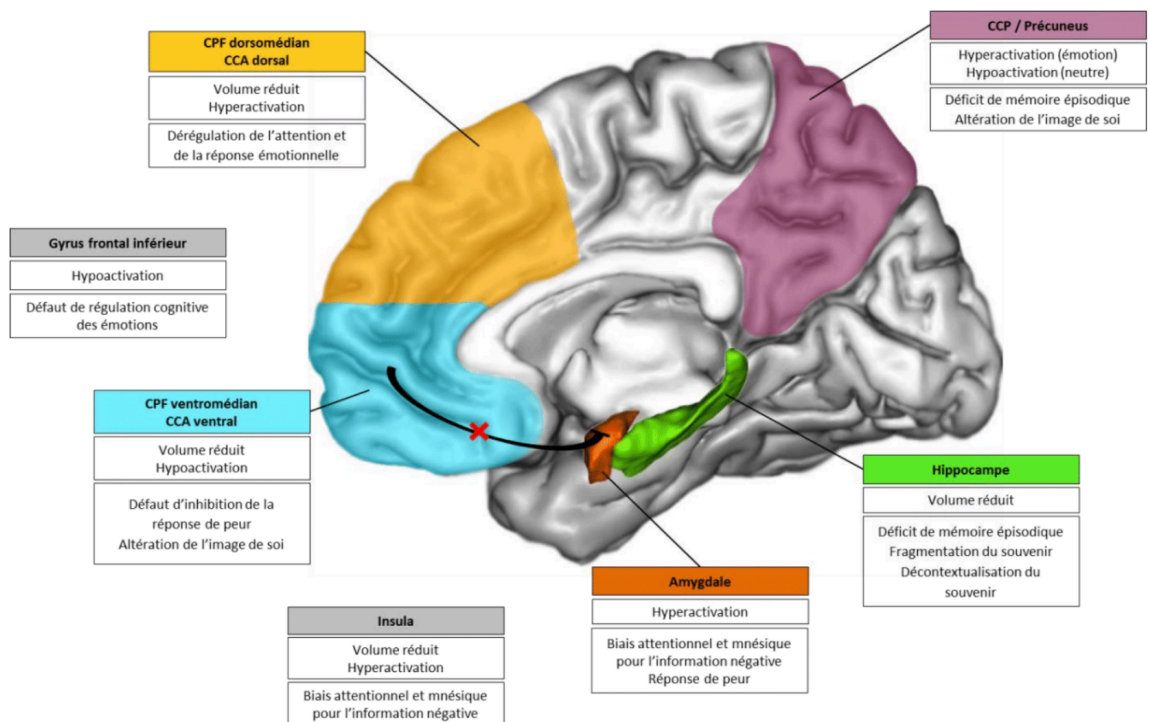 CPF dorsomédian
CCA dorsal
Volume réduit
Hyperactivation
Dérégulation de l'attention et
de la réponse émotionnelle
CCP / Précuneus
Hyperactivation (émotion)
Hypoactivation (neutre)
Déficit de mémoire épisodique
Altération de l'image de soi
Gyrus frontal inférieur
Hypoactivation
Défaut de régulation cognitive
des émotions
CPF ventromédian
CCA ventral
Volume réduit
Hypoactivation
Défaut d'inhibition de la
réponse de peur
Altération de l'image de soi
Hippocampe
Volume réduit
Déficit de mémoire épisodique
Fragmentation du souvenir
Décontextualisation du
souvenir
Amygdale
Hyperactivation
Biais attentionnel et mnésique
pour l'information négative
Réponse de peur
Insula
Volume réduit
Hyperactivation
Biais attentionnel et mnésique
pour l'information négative